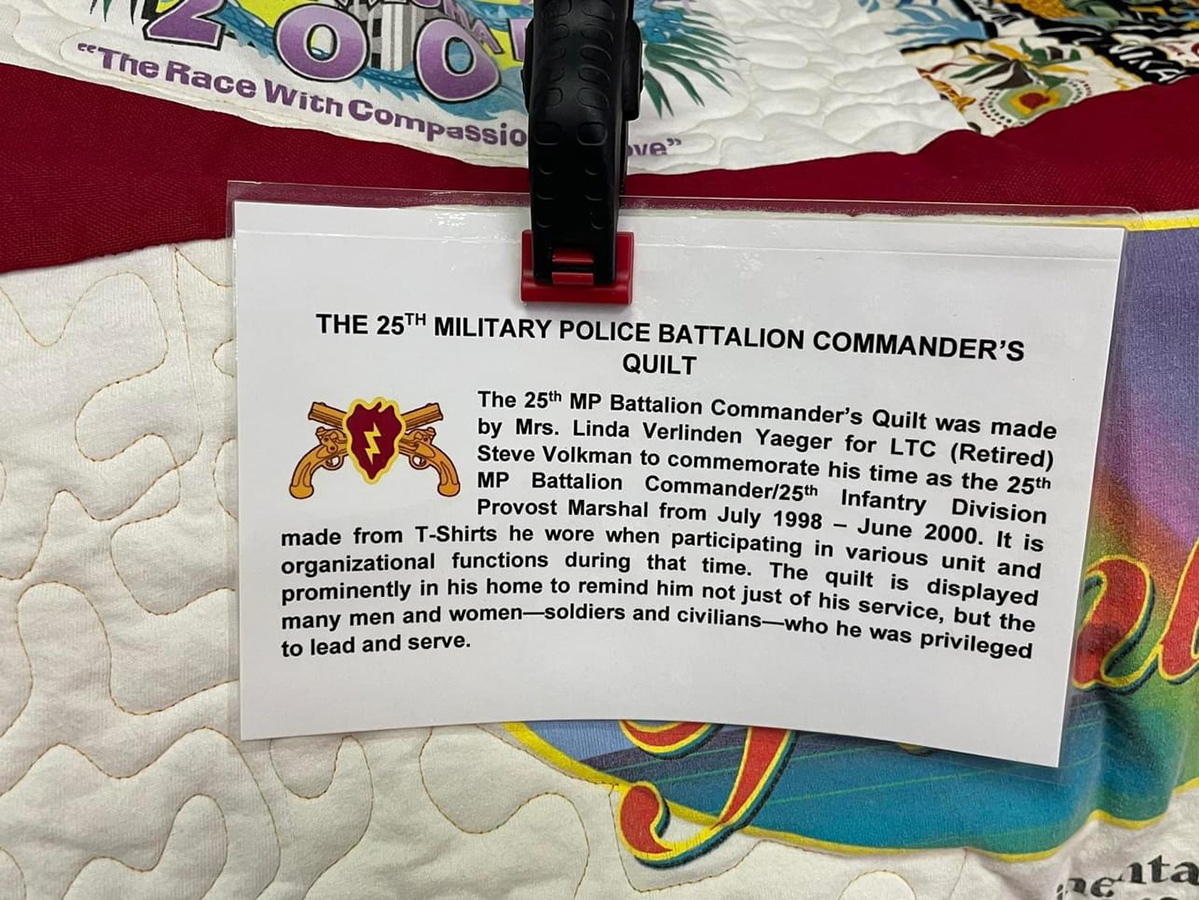 200
"The Race With Compassio
ove"
THE 25TH MILITARY POLICE BATTALION COMMANDER'S
QUILT
The 25th MP Battalion Commander's Quilt was made
by Mrs. Linda Verlinden Yaeger for LTC (Retired)
Steve Volkman to commemorate his time as the 25th
MP Battalion Commander/25th Infantry Division
Provost Marshal from July 1998 – June 2000. It is
made from T-Shirts he wore when participating in various unit and
organizational functions during that time. The quilt is displayed
prominently in his home to remind him not just of his service, but the
many men and women—soldiers and civilians—who he was privileged
to lead and serve.